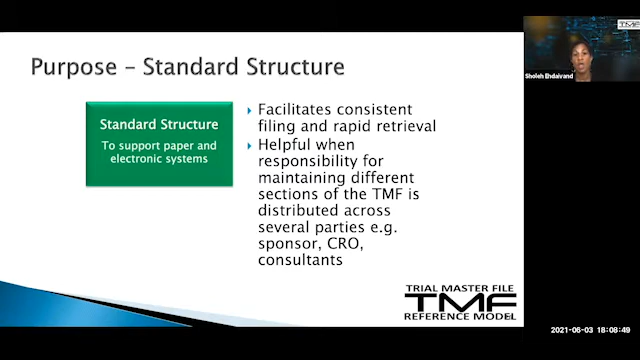 Purpose – Standard Structure
Standard Structure
To support paper and
electronic systems
Facilitates consistent
filing and rapid retrieval
Helpful when
responsibility for
maintaining different
sections of the TMF is
distributed across
several parties e.g.
sponsor, CRO,
consultants
TRIAL MASTER FILE
TMF
REFERENCE MODEL
TMF
Sholeh Ehdaivand
2021-06-03 18:08:49